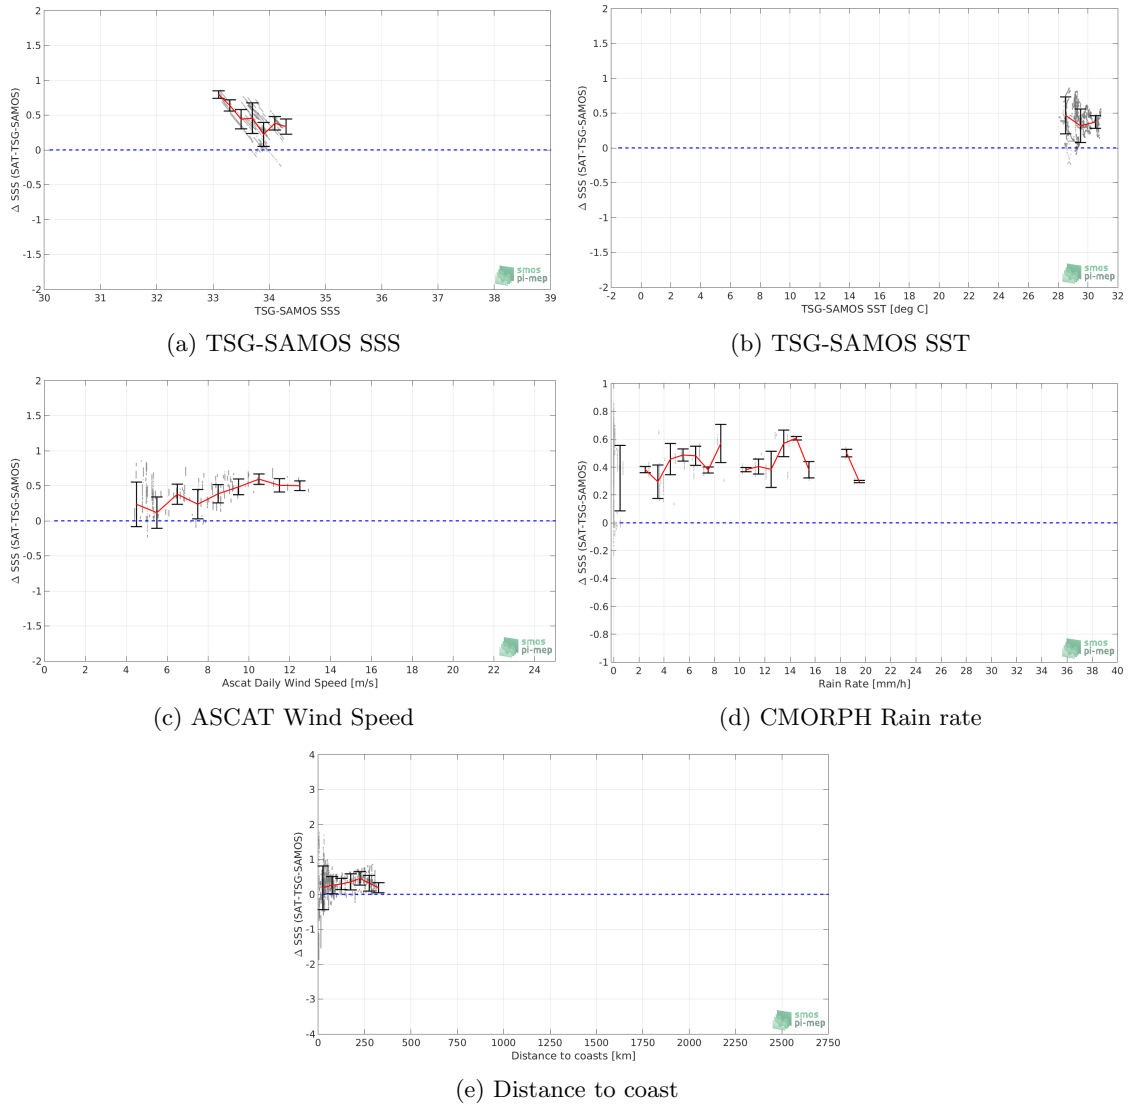 2
1.5
1
0.5
0
-0.5
-1
-1.5
-2
Δ SSS (SAT-TSG-SAMOS)
30 31 32 33 34 35 36 37 38 39
TSG-SAMOS SSS
smos
pi-mep
(a) TSG-SAMOS SSS
2
1.5
1
0.5
0
-0.5
-1
-1.5
-2
Δ SSS (SAT-TSG-SAMOS)
-2 0 2 4 6 8 10 12 14 16 18 20 22 24 26 28 30 32
TSG-SAMOS SST [deg C]
smos
pi-mep
(b) TSG-SAMOS SST
2
1.5
1
0.5
0
-0.5
-1
-1.5
-2
Δ SSS (SAT-TSG-SAMOS)
0 2 4 6 8 10 12 14 16 18 20 22 24
Ascat Daily Wind Speed [m/s]
smos
pi-mep
(c) ASCAT Wind Speed
1
0.8
0.6
0.4
0.2
0
-0.2
-0.4
-0.6
-0.8
-1
Δ SSS (SAT-TSG-SAMOS)
0 2 4 6 8 10 12 14 16 18 20 22 24 26 28 30 32 34 36 38 40
Rain Rate [mm/h]
smos
pi-mep
(d) CMORPH Rain rate
4
3
2
1
0
-1
-2
-3
-4
Δ SSS (SAT-TSG-SAMOS)
0 250 500 750 1000 1250 1500 1750 2000 2250 2500 2750
Distance to coasts [km]
smos
pi-mep
(e) Distance to coast